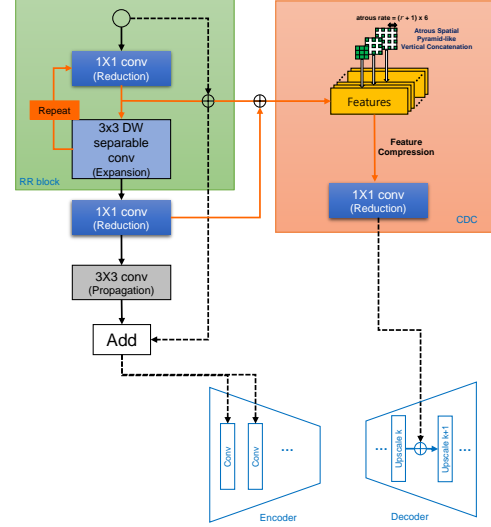 atrous rate = (r + 1) x 6
Atrous Spatial
Pyramid-like
Vertical Concatenation
1X1 conv
(Reduction)
Repeat
Features
3x3 DW
separable
conv
(Expansion)
Feature
Compression
RR block
1X1 conv
(Reduction)
1X1 conv
(Reduction)
CDC
3X3 conv
(Propagation)
Add
Conv
Conv
...
...
Upscale k
Upscale k+1
...
Encoder
Decoder